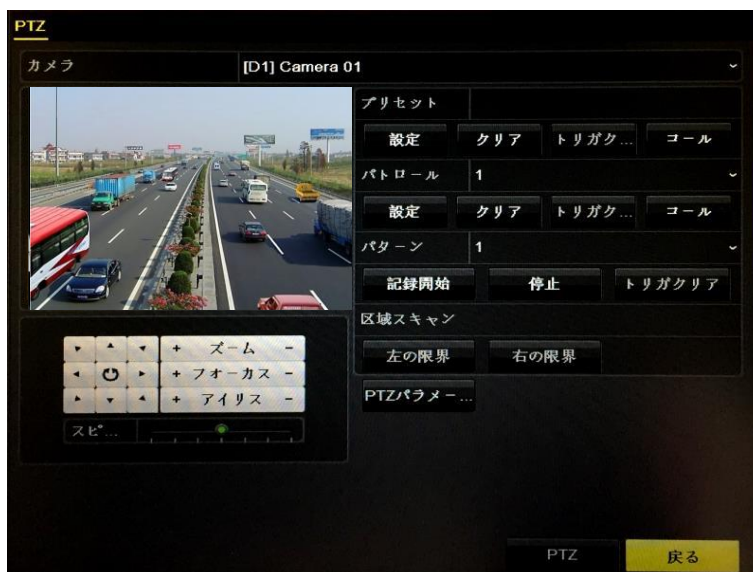 PTZ
カメラ [D1] Camera 01
プリセット
設定 クリア トリガク... コール
パトロール 1
設定 クリア トリガク... コール
パターン 1
記録開始 停止 トリガクリア
区域スキャン
左の限界 右の限界
PTZパラメー...
+ ズーム -
+ フオーカス -
+ アイリス -
スピ...
PTZ 戻る